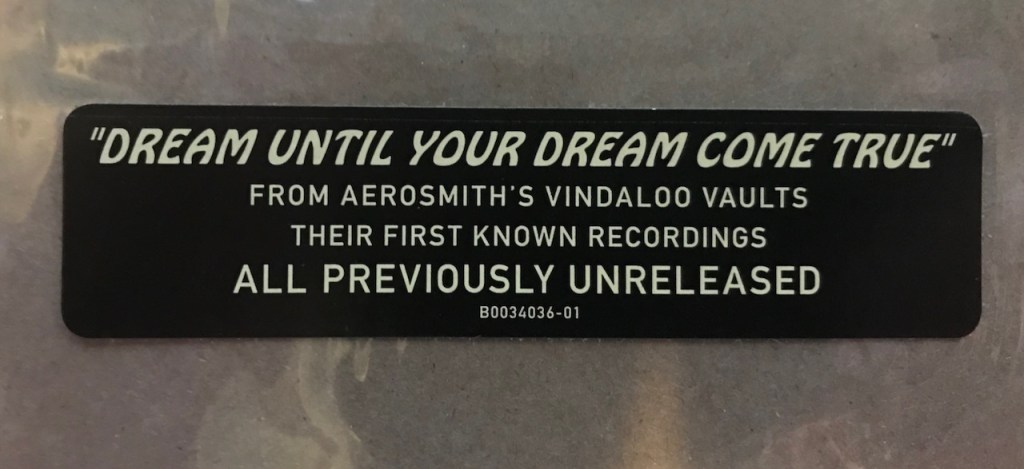 "DREAM UNTIL YOUR DREAM COME TRUE"
FROM AEROSMITH'S VINDALOO VAULTS
THEIR FIRST KNOWN RECORDINGS
ALL PREVIOUSLY UNRELEASED
B0034036-01